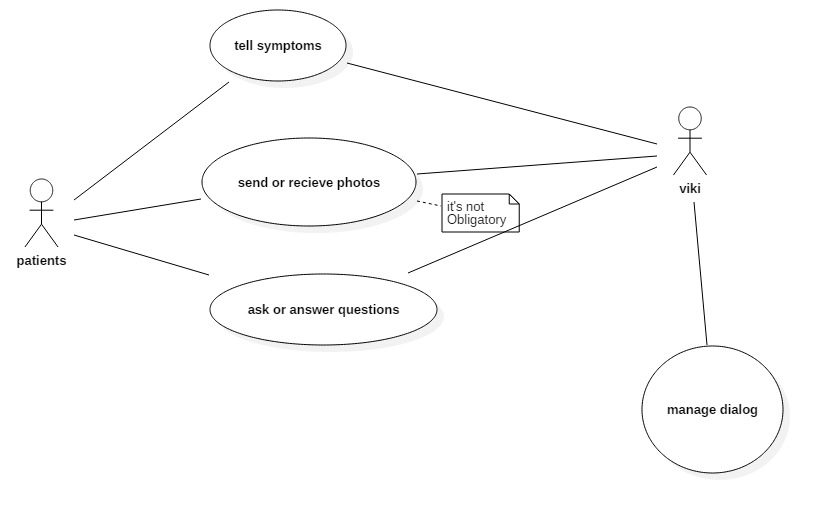 tell symptoms
send or recieve photos
viki
it's not
Obligatory
patients
ask or answer questions
manage dialog